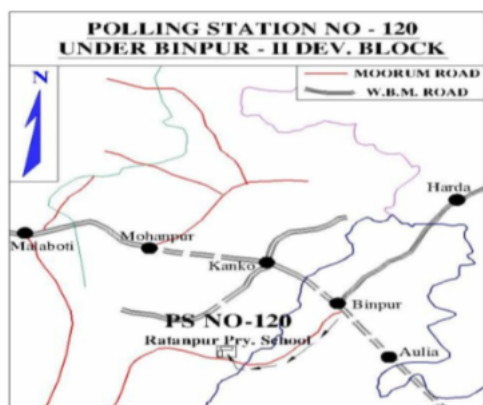 POLLING STATION NO - 120
UNDER BINPUR - II DEV. BLOCK
N
MOORUM ROAD
W.B.M. ROAD
Harda
Malaboti
Mohanpur
Kanko
Binpur
PS NO-120
Ratanpur Pry. School
Aulia